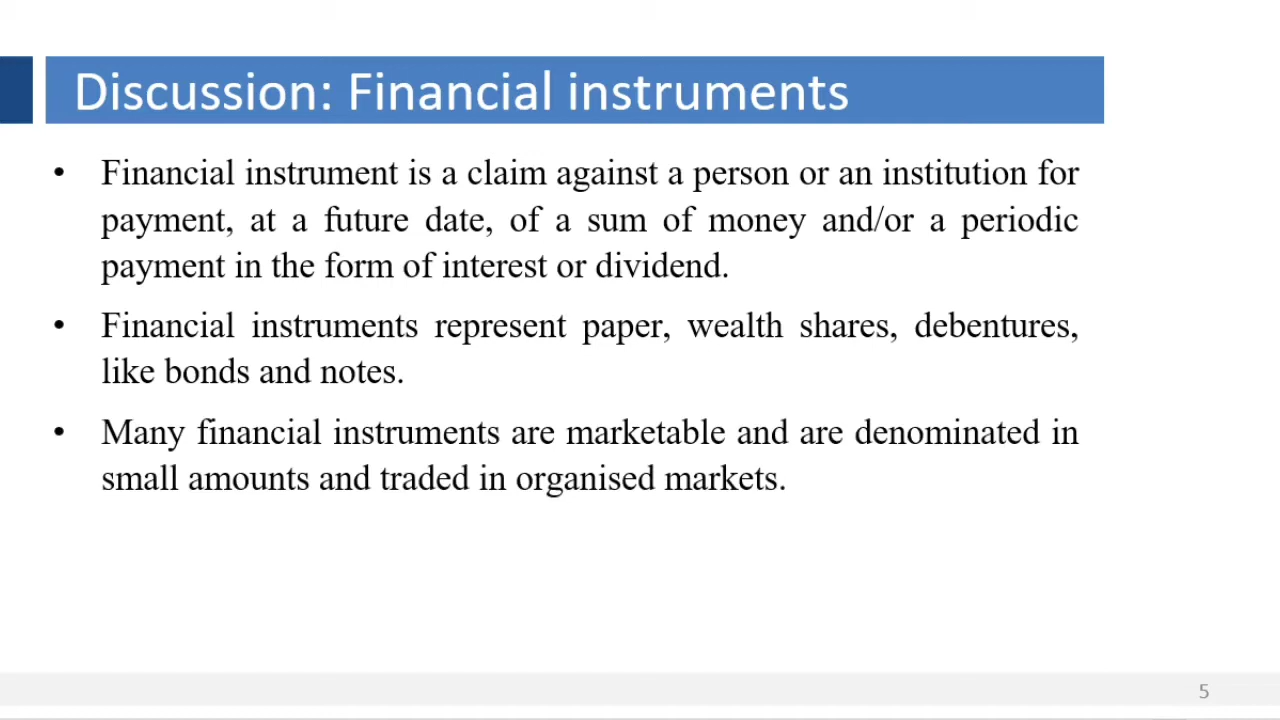 Discussion: Financial instruments
• Financial instrument is a claim against a person or an institution for
payment, at a future date, of a sum of money and/or a periodic
payment in the form of interest or dividend.
• Financial instruments represent paper, wealth shares, debentures,
like bonds and notes.
• Many financial instruments are marketable and are denominated in
small amounts and traded in organised markets.
5